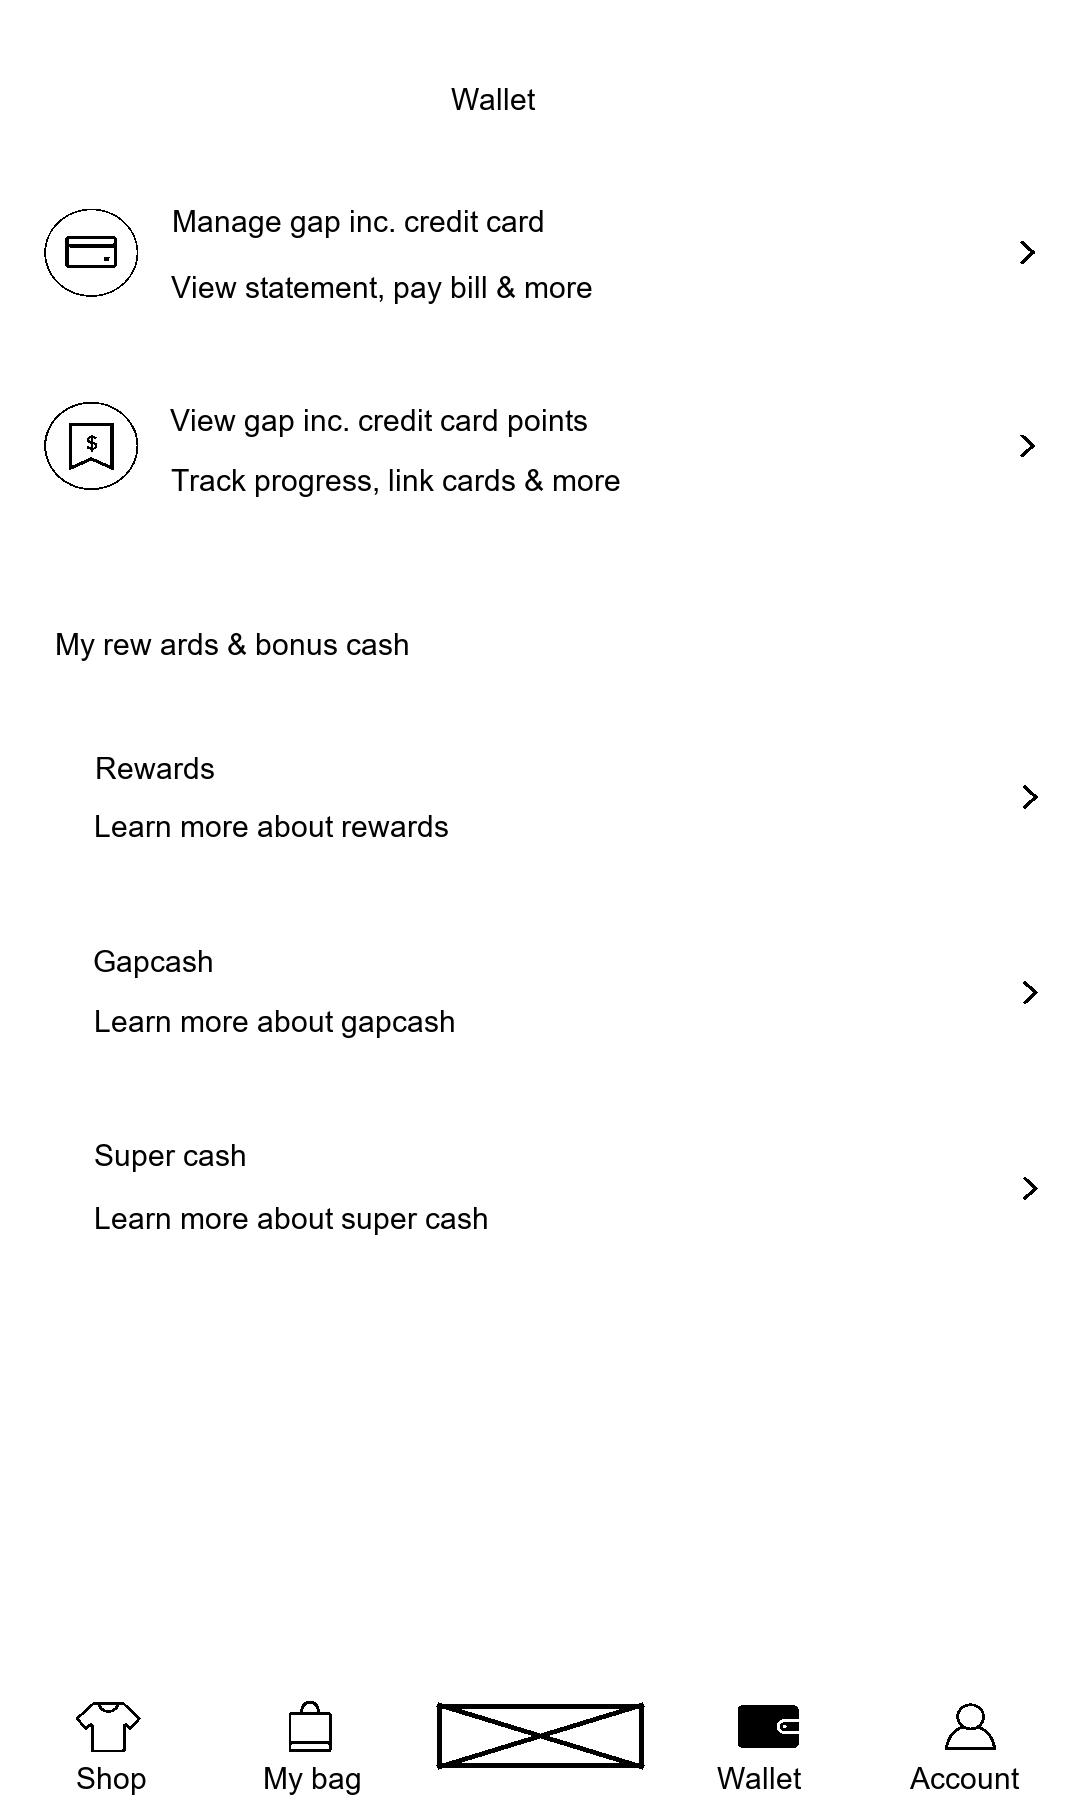 Wallet
Manage gap inc. credit card
View statement, pay bill & more
View gap inc. credit card points
Track progress, link cards & more
My rew ards & bonus cash
Rewards
Learn more about rewards
Gapcash
Learn more about gapcash
Super cash
Learn more about super cash
Shop
My bag
Wallet
Account